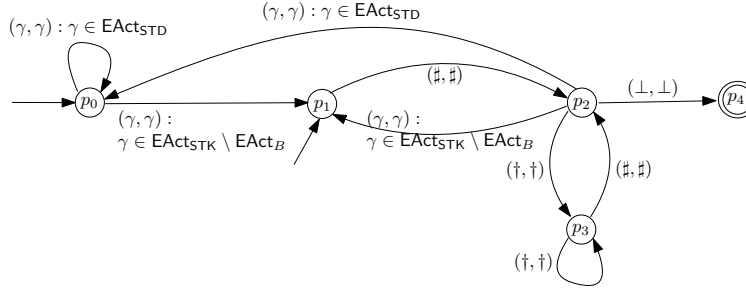 (γ, γ) : γ ∈ EAct_STD
(γ, γ) : γ ∈ EAct_STD
p₀
p₁
(♯, ♯)
p₂
(⊥, ⊥)
p₄
(γ, γ) :
γ ∈ EAct_STK \ EAct_B
(γ, γ) :
γ ∈ EAct_STK \ EAct_B
(†, †)
(♯, ♯)
p₃
(†, †)